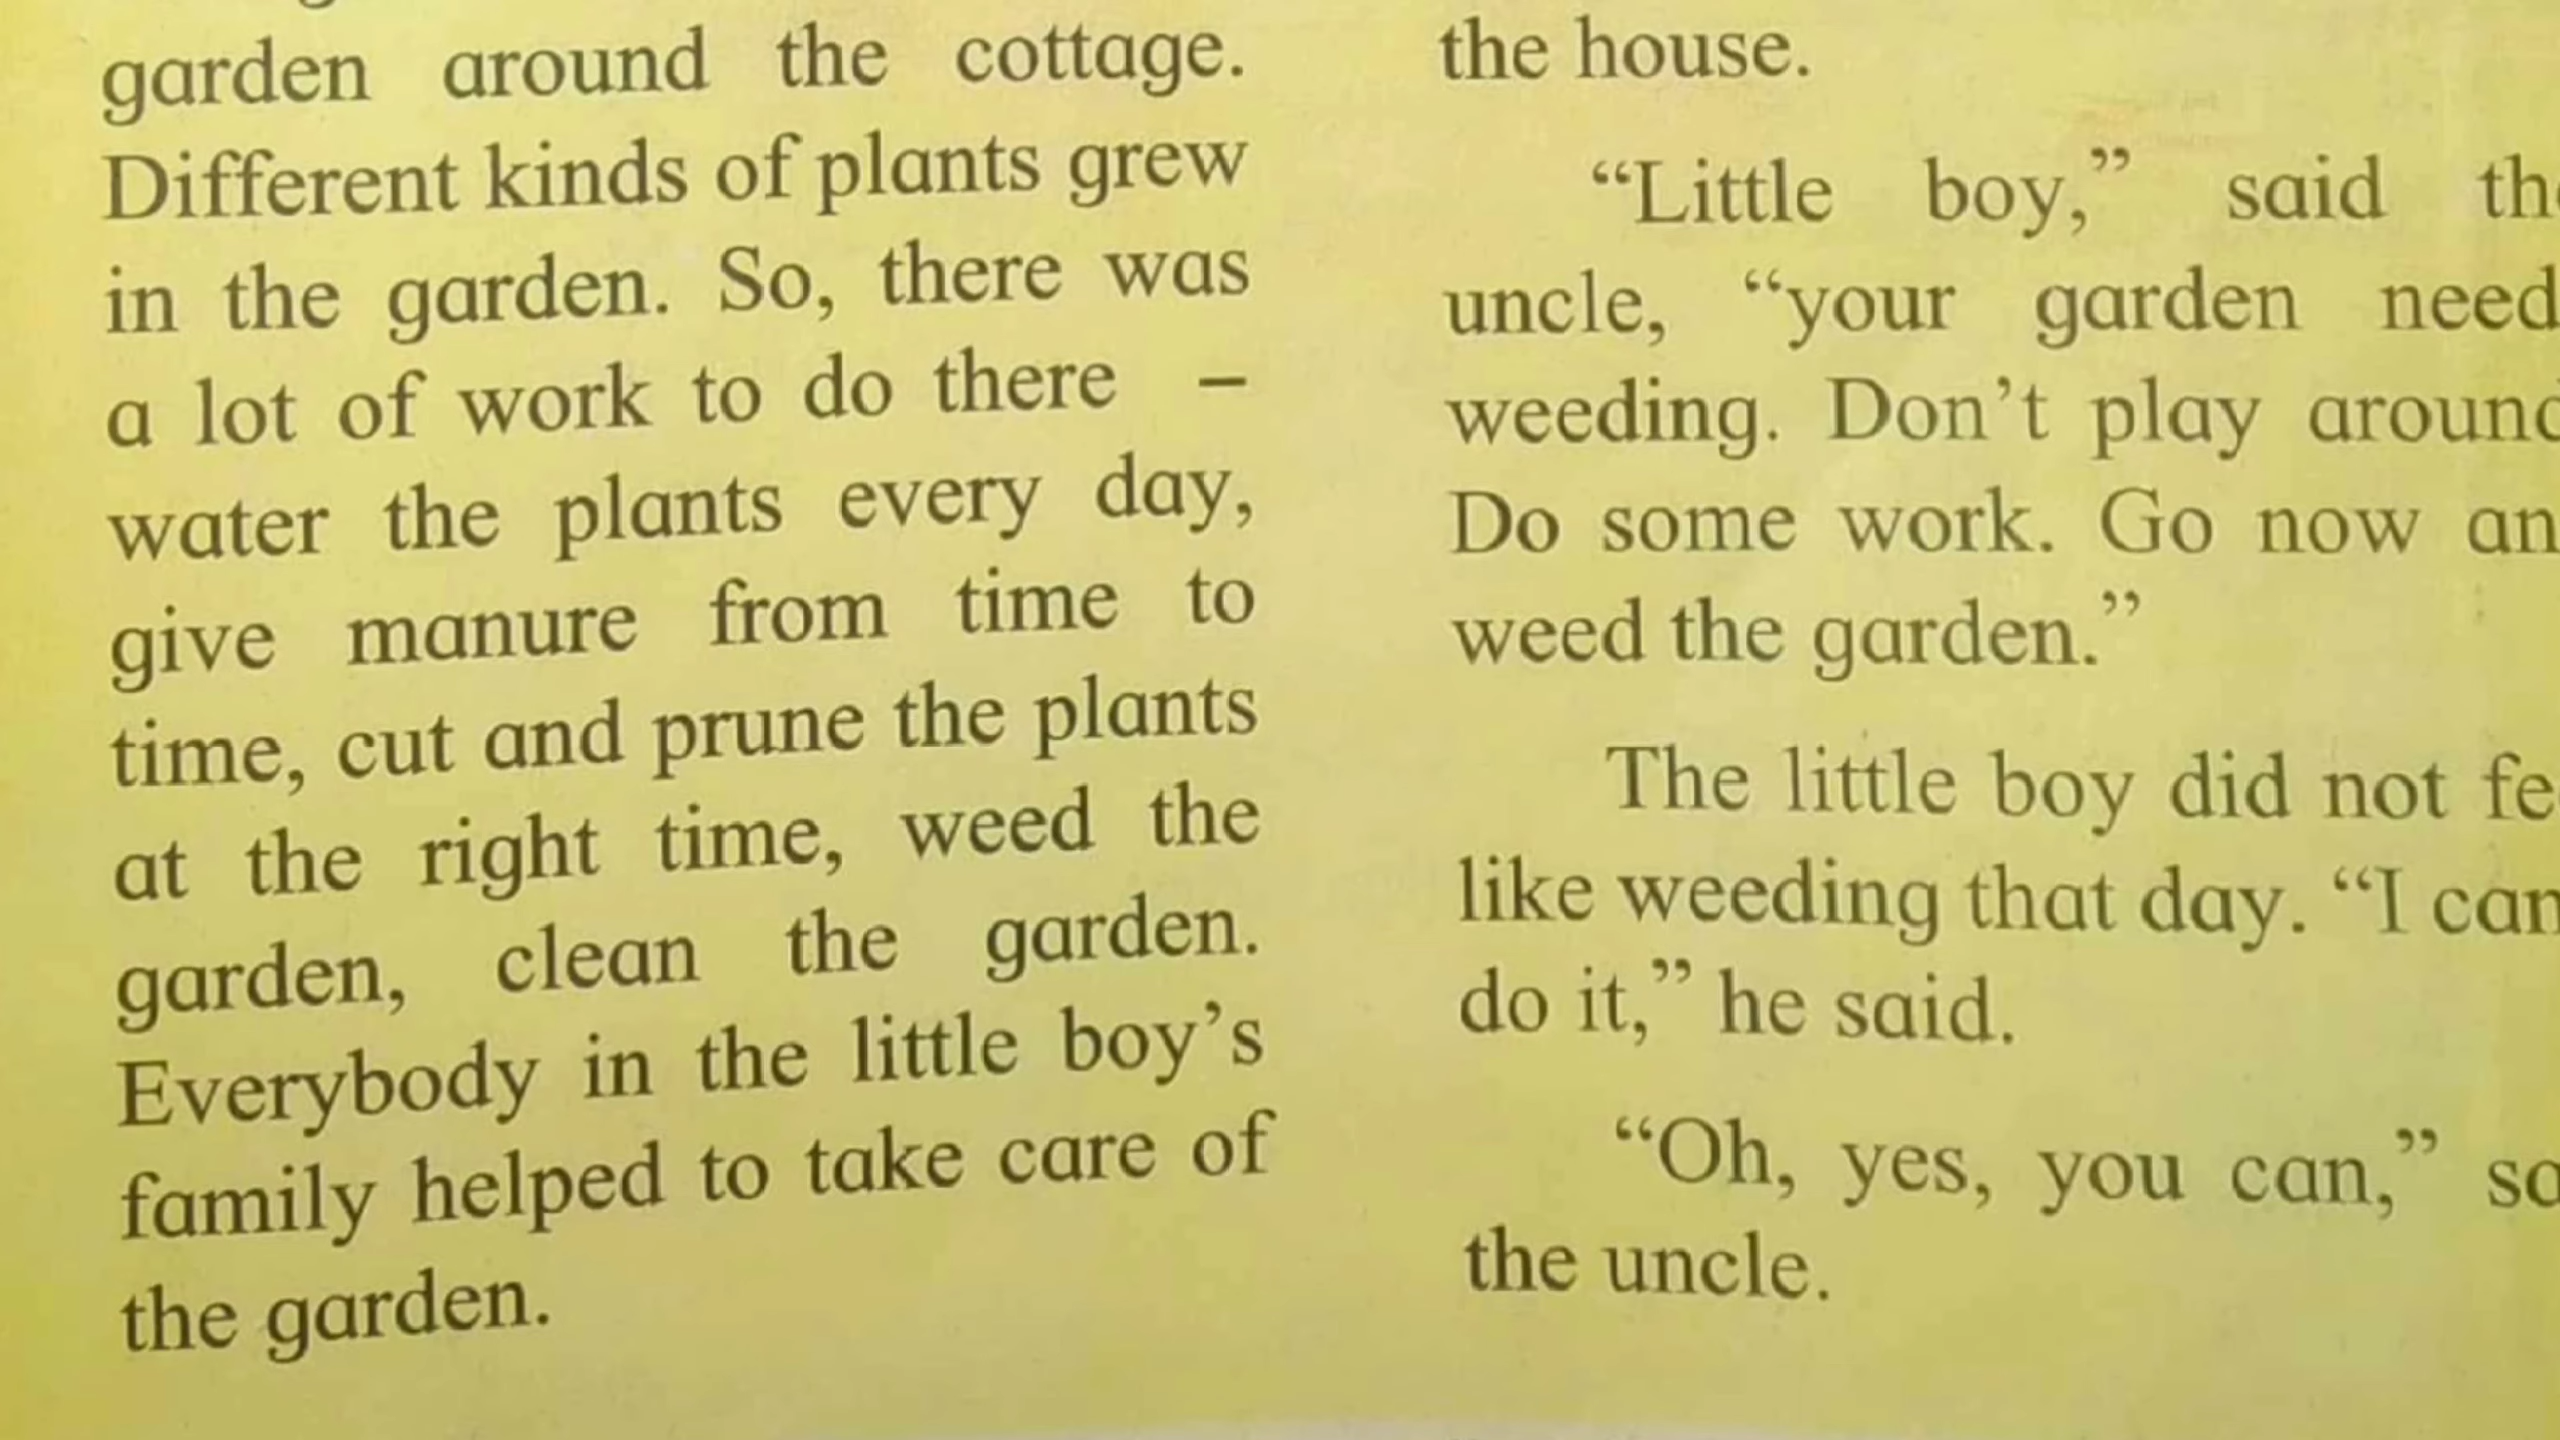 garden around the cottage.
Different kinds of plants grew
in the garden. So, there was
a lot of work to do there –
water the plants every day,
give manure from time to
time, cut and prune the plants
at the right time, weed the
garden, clean the garden.
Everybody in the little boy’s
family helped to take care of
the garden.
the house.
“Little boy,” said
uncle, “your garden
weeding. Don’t play
Do some work. Go now
weed the garden.”
The little boy did not
like weeding that day. “I
do it,” he said.
“Oh, yes, you can,”
the uncle.